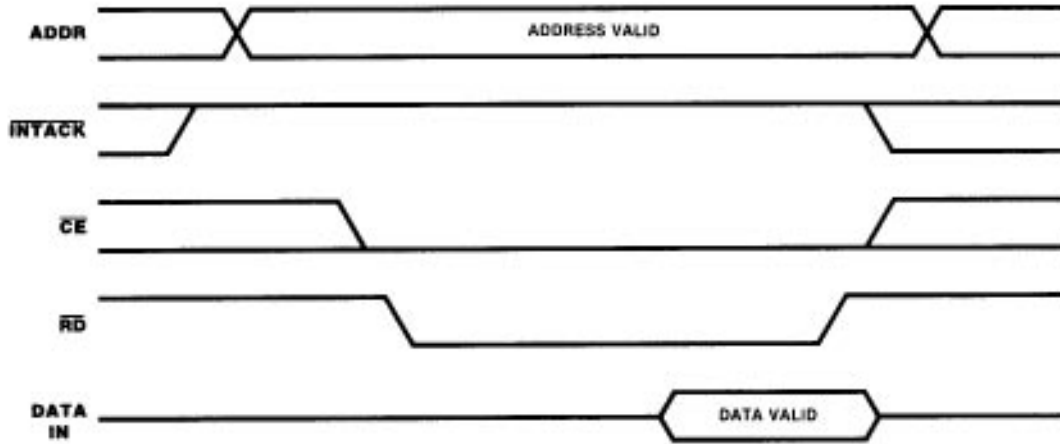 ADDR
ADDRESS VALID
INTACK
CE
RD
DATA VALID
DATA
IN